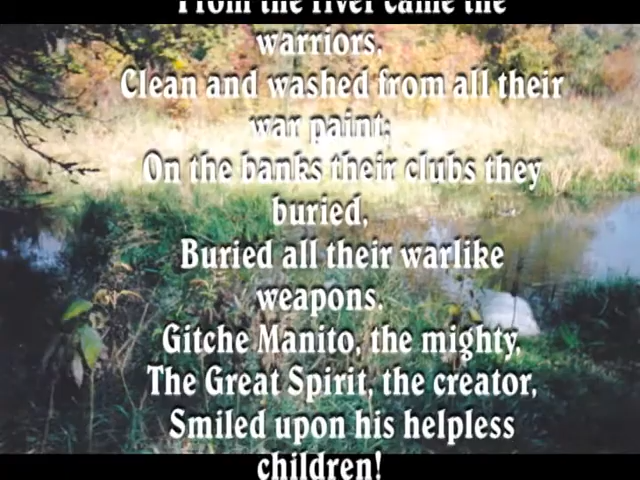 From the river came the
warriors,
Clean and washed from all their
war paint;
On the banks their clubs they
buried,
Buried all their warlike
weapons.
Gitche Manito, the mighty,
The Great Spirit, the creator,
Smiled upon his helpless
children!